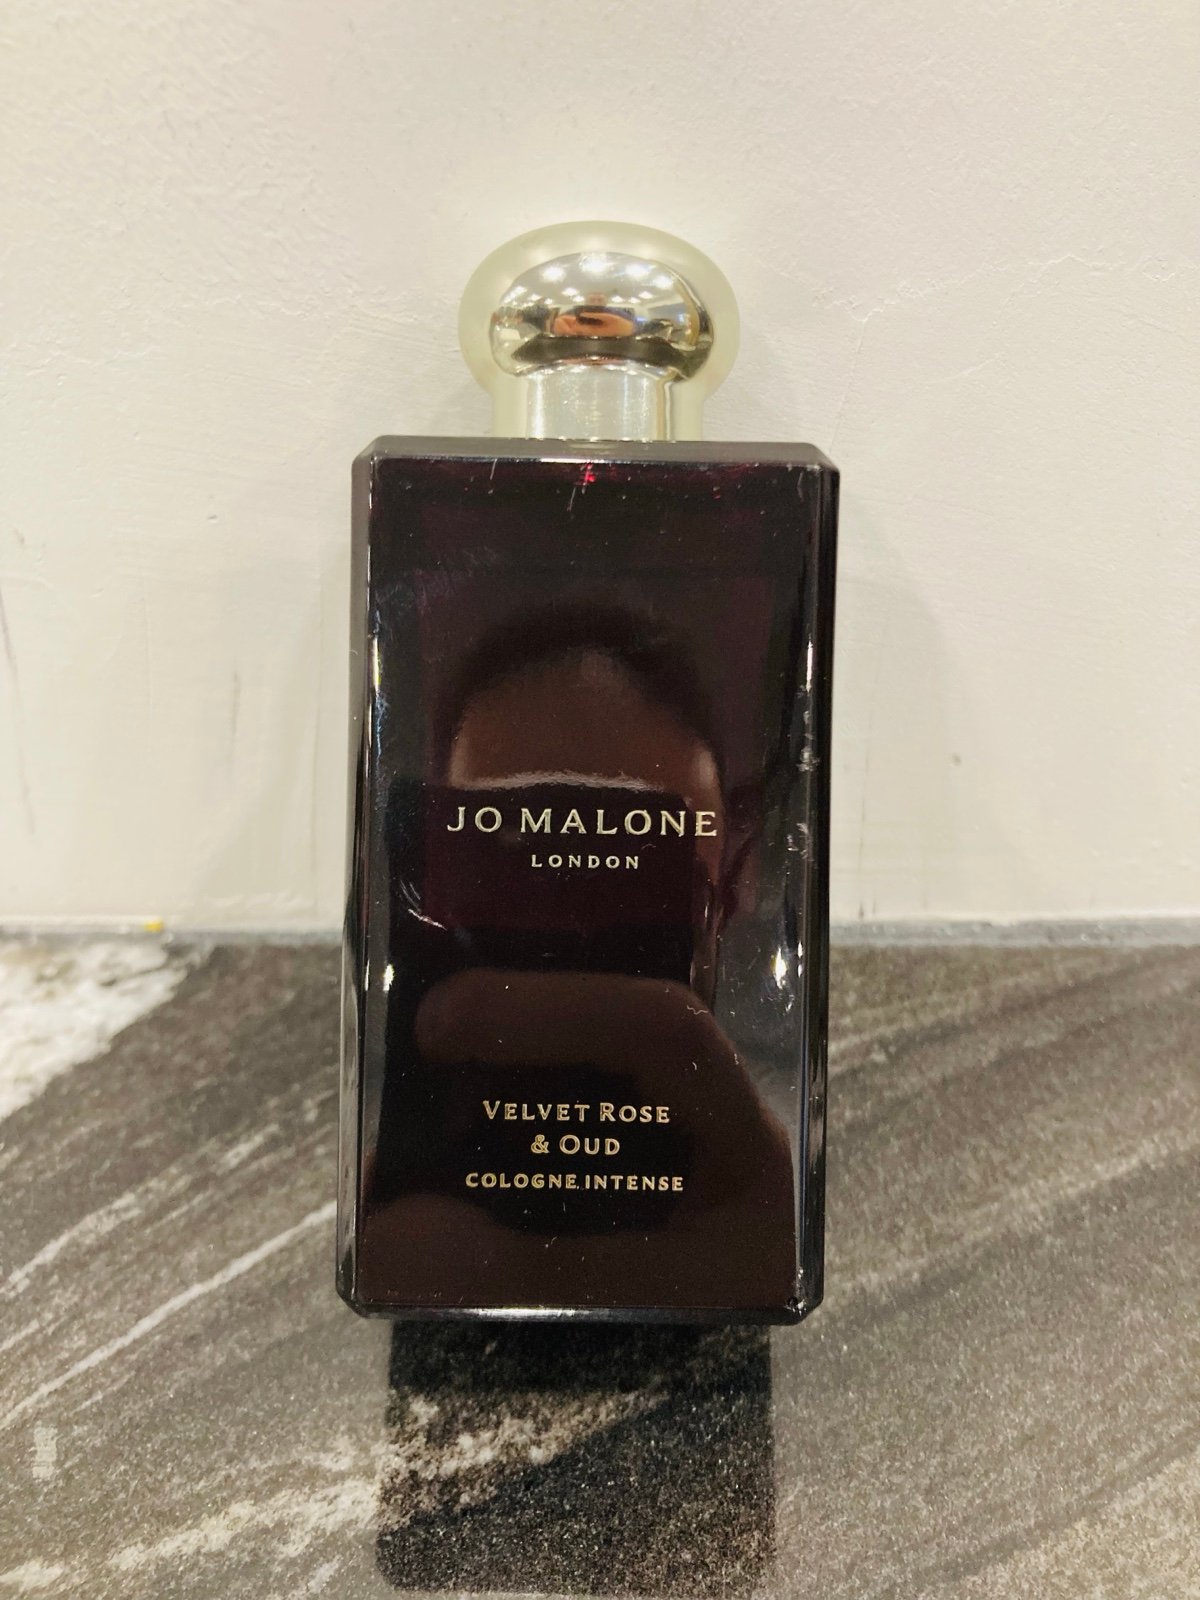 JO MALONE
LONDON
VELVET ROSE
& OUD
COLOGNE INTENSE